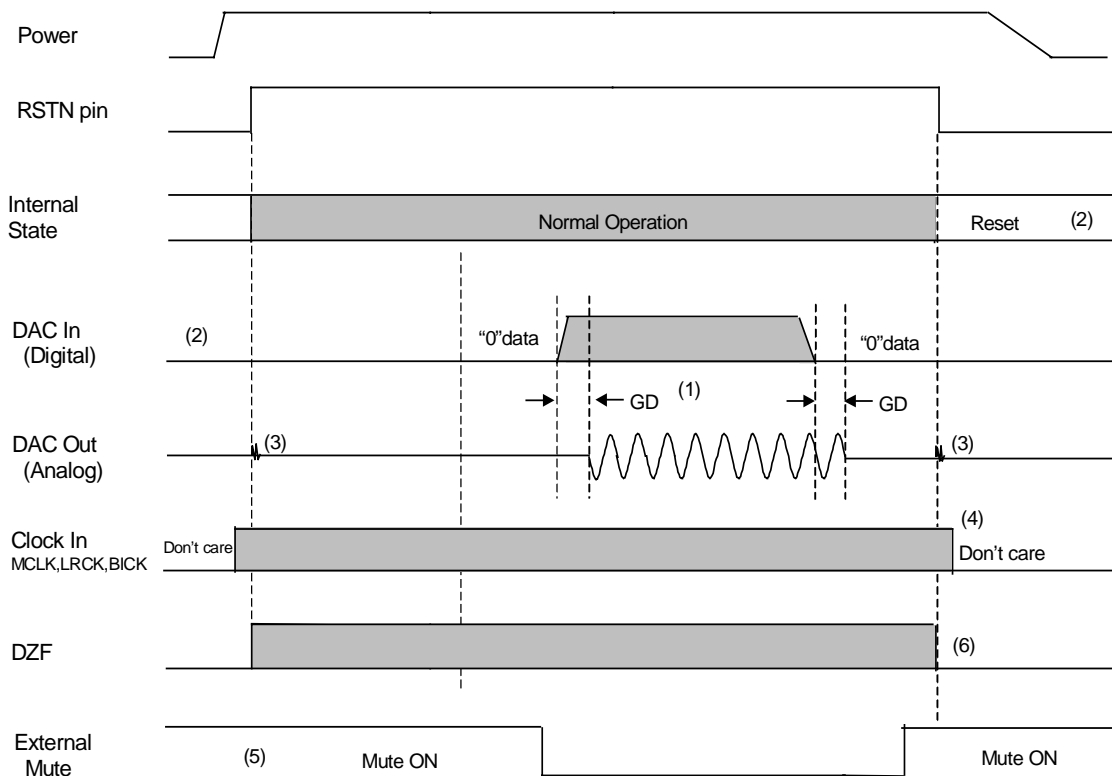 Power
RSTN pin
Internal
State
Normal Operation
Reset
(2)
DAC In
(Digital)
(2)
“0”data
“0”data
(1)
GD
GD
DAC Out
(Analog)
(3)
(3)
Clock In
MCLK,LRCK,BICK
Don’t care
(4)
Don’t care
DZF
(6)
External
Mute
(5)
Mute ON
Mute ON